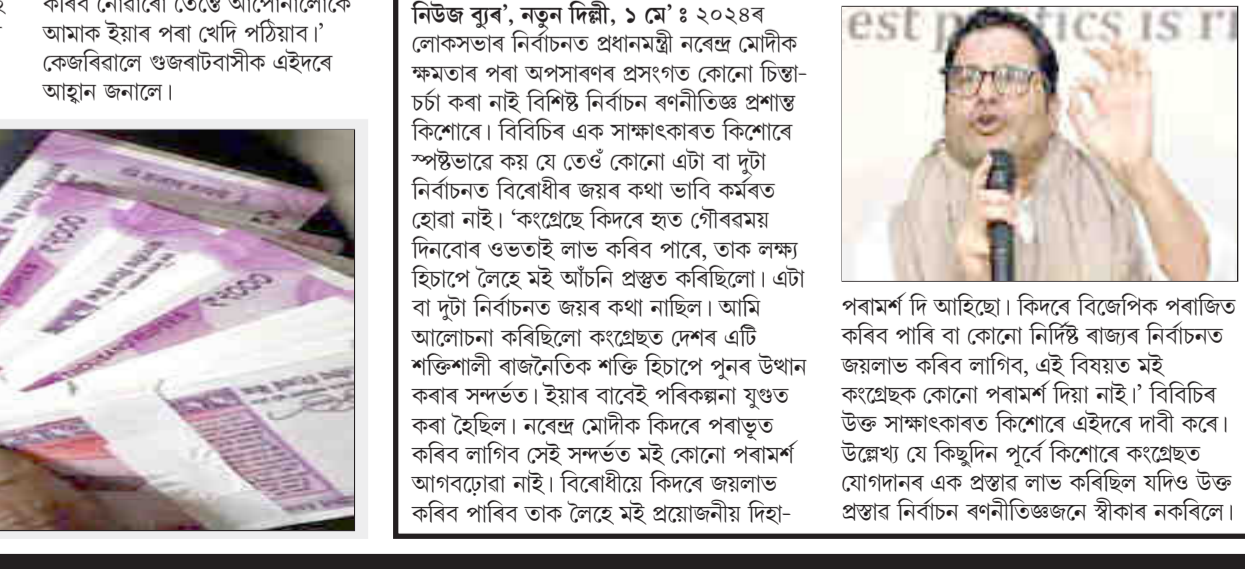 কৰিব নোৱাৰো তেন্তে আপোনালোকে
আমাক ইয়াৰ পৰা খেদি পঠিয়াব।’
কেজৰিৱালে গুজৰাটবাসীক এইদৰে
আহ্বান জনালে।
নিউজ ব্যুৰ’, নতুন দিল্লী, ১ মে’ ঃ ২০২৪ৰ
লোকসভাৰ নিৰ্বাচনত প্ৰধানমন্ত্ৰী নৰেন্দ্ৰ মোদীক
ক্ষমতাৰ পৰা অপসাৰণৰ প্ৰসংগত কোনো চিন্তা-
চৰ্চা কৰা নাই বিশিষ্ট নিৰ্বাচন ৰণনীতিজ্ঞ প্ৰশান্ত
কিশোৰে। বিবিচিৰ এক সাক্ষাৎকাৰত কিশোৰে
স্পষ্টভাৱে কয় যে তেওঁ কোনো এটা বা দুটা
নিৰ্বাচনত বিৰোধীৰ জয়ৰ কথা ভাবি কৰ্মৰত
হোৱা নাই। ‘কংগ্ৰেছে কিদৰে হৃত গৌৰৱময়
দিনবোৰ ওভতাই লাভ কৰিব পাৰে, তাক লক্ষ্য
হিচাপে লৈহে মই আঁচনি প্ৰস্তুত কৰিছিলো। এটা
বা দুটা নিৰ্বাচনত জয়ৰ কথা নাছিল। আমি
আলোচনা কৰিছিলো কংগ্ৰেছত দেশৰ এটি
শক্তিশালী ৰাজনৈতিক শক্তি হিচাপে পুনৰ উত্থান
কৰাৰ সন্দৰ্ভত। ইয়াৰ বাবেই পৰিকল্পনা যুগুত
কৰা হৈছিল। নৰেন্দ্ৰ মোদীক কিদৰে পৰাভূত
কৰিব লাগিব সেই সন্দৰ্ভত মই কোনো পৰামৰ্শ
আগবঢ়োৱা নাই। বিৰোধীয়ে কিদৰে জয়লাভ
কৰিব পাৰিব তাক লৈহে মই প্ৰয়োজনীয় দিহা-
পৰামৰ্শ দি আহিছো। কিদৰে বিজেপিক পৰাজিত
কৰিব পাৰি বা কোনো নিৰ্দিষ্ট ৰাজ্যৰ নিৰ্বাচনত
জয়লাভ কৰিব লাগিব, এই বিষয়ত মই
কংগ্ৰেছক কোনো পৰামৰ্শ দিয়া নাই।’ বিবিচিৰ
উক্ত সাক্ষাৎকাৰত কিশোৰে এইদৰে দাবী কৰে।
উল্লেখ্য যে কিছুদিন পূৰ্বে কিশোৰে কংগ্ৰেছত
যোগদানৰ এক প্ৰস্তাৱ লাভ কৰিছিল যদিও উক্ত
প্ৰস্তাৱ নিৰ্বাচন ৰণনীতিজ্ঞজনে স্বীকাৰ নকৰিলে।